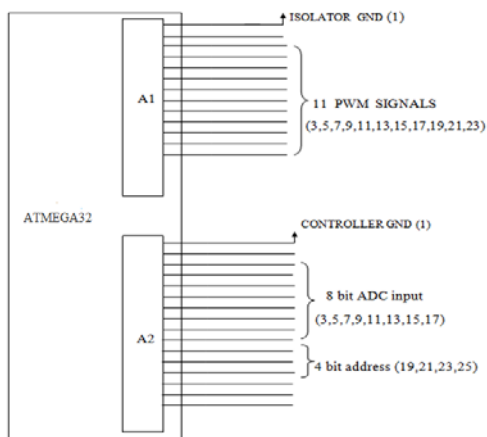 ISOLATOR GND (1)
A1
11 PWM SIGNALS
(3,5,7,9,11,13,15,17,19,21,23)
ATMEGA32
CONTROLLER GND (1)
8 bit ADC input
(3,5,7,9,11,13,15,17)
A2
4 bit address (19,21,23,25)